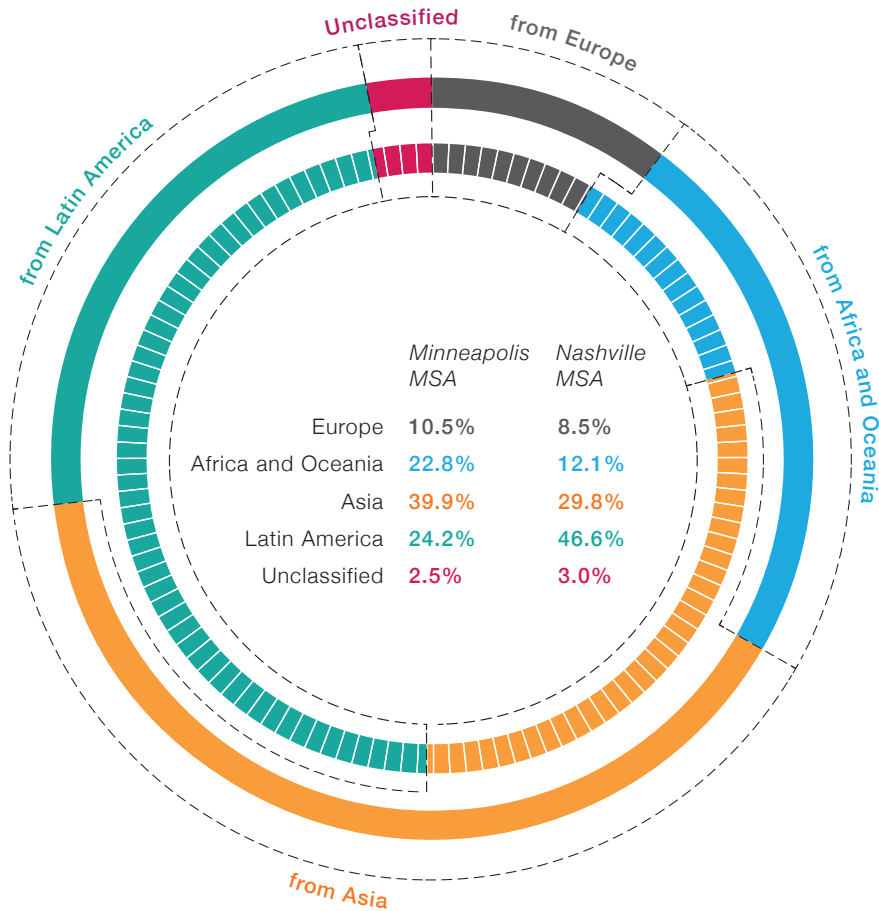 Unclassified
from Europe
from Latin America
from Africa and Oceania
Minneapolis MSA
Nashville MSA
Europe 10.5% 8.5%
Africa and Oceania 22.8% 12.1%
Asia 39.9% 29.8%
Latin America 24.2% 46.6%
Unclassified 2.5% 3.0%
from Asia